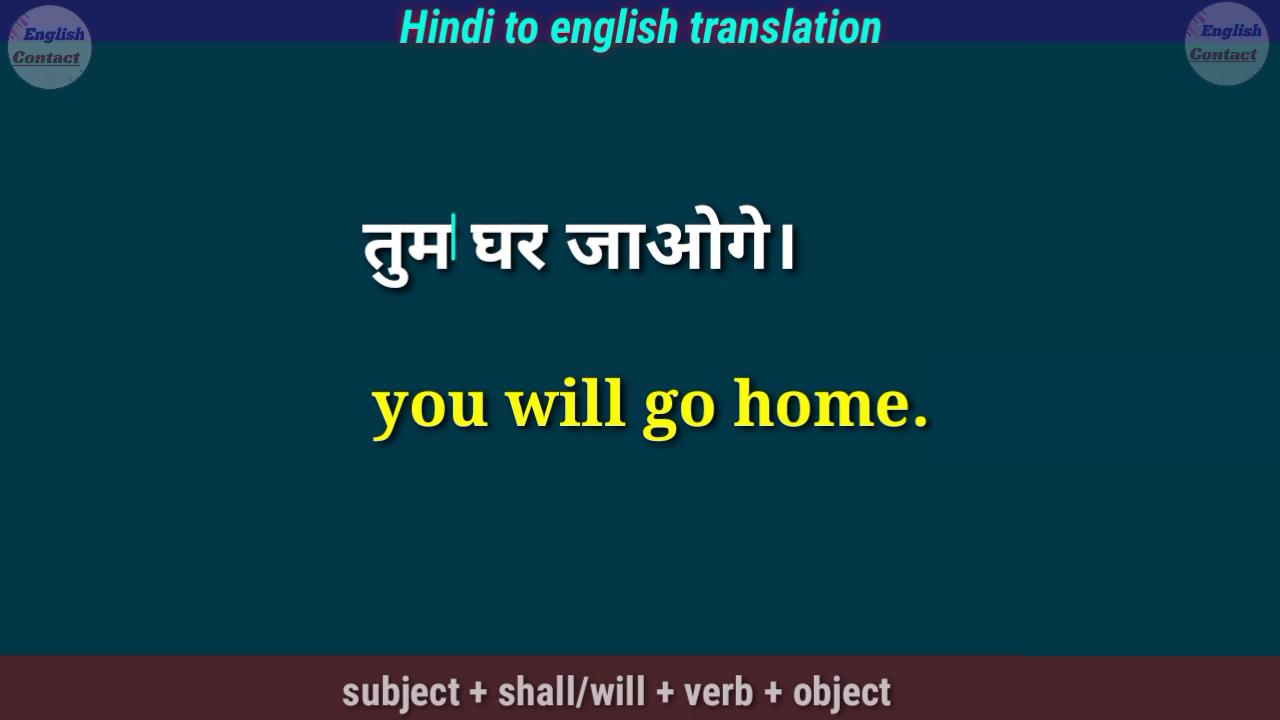 Hindi to english translation
English
Contact
English
Contact
तुम घर जाओगे।
you will go home.
subject + shall/will + verb + object